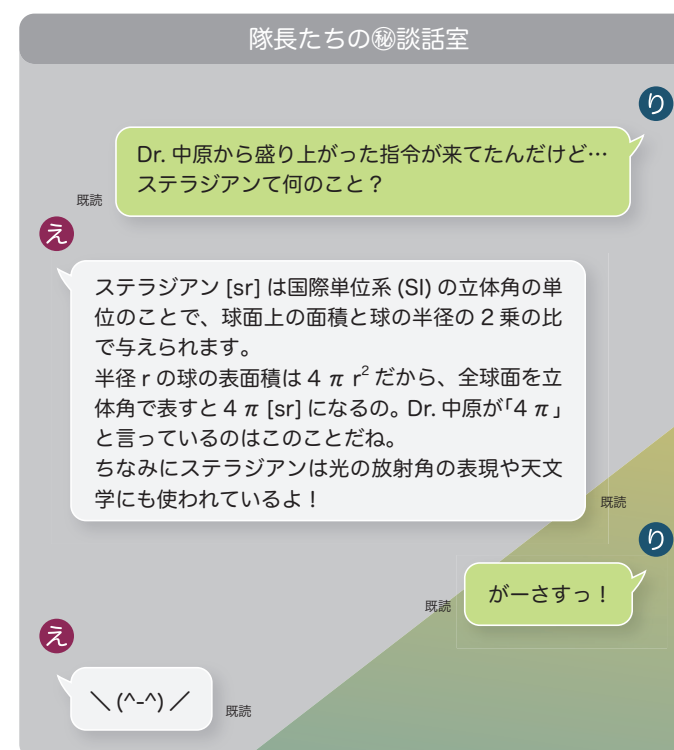 隊長たちの㊙談話室
り
Dr. 中原から盛り上がった指令が来てたんだけど…
ステラジアンて何のこと？
既読
え
ステラジアン [sr] は国際単位系 (SI) の立体角の単
位のことで、球面上の面積と球の半径の 2 乗の比
で与えられます。
半径 r の球の表面積は 4 π r² だから、全球面を立
体角で表すと 4 π [sr] になるの。Dr. 中原が「4 π」
と言っているのはこのことだね。
ちなみにステラジアンは光の放射角の表現や天文
学にも使われているよ！
既読
り
がーさすっ！
既読
え
＼ (^-^) ／
既読